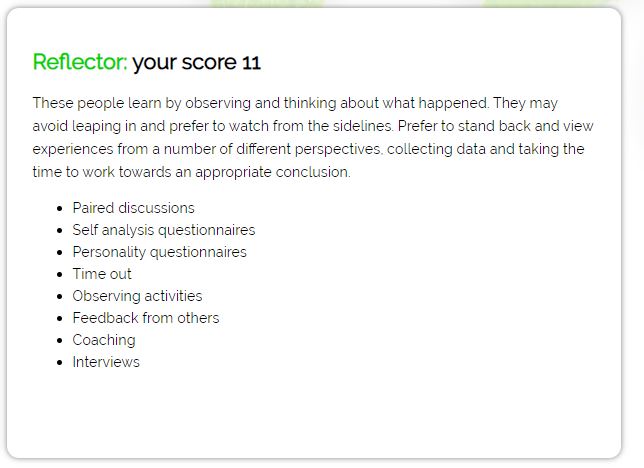 Reflector: your score 11
These people learn by observing and thinking about what happened. They may
avoid leaping in and prefer to watch from the sidelines. Prefer to stand back and view
experiences from a number of different perspectives, collecting data and taking the
time to work towards an appropriate conclusion.
• Paired discussions
• Self analysis questionnaires
• Personality questionnaires
• Time out
• Observing activities
• Feedback from others
• Coaching
• Interviews